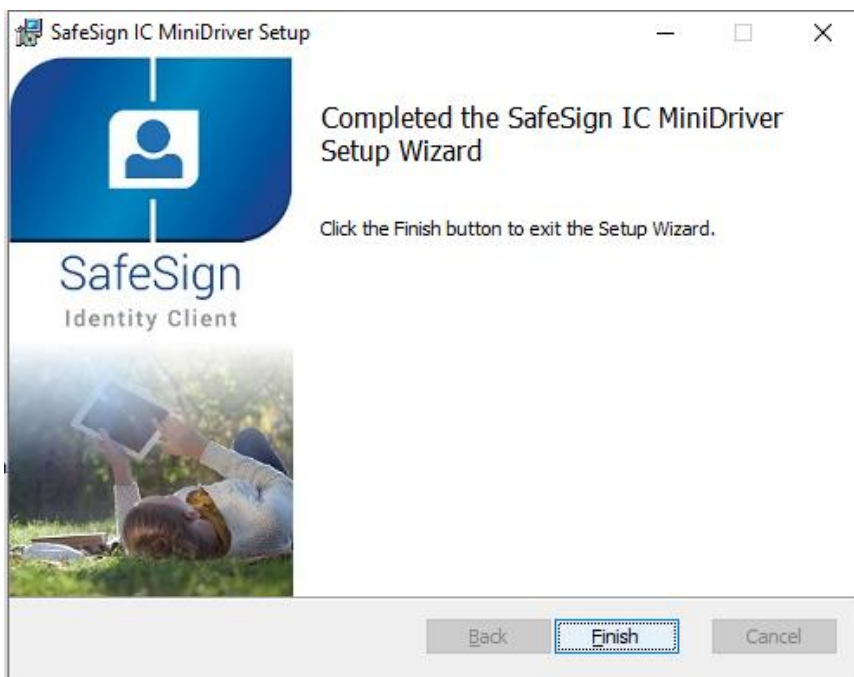 SafeSign IC MiniDriver Setup
Completed the SafeSign IC MiniDriver
Setup Wizard
Click the Finish button to exit the Setup Wizard.
SafeSign
Identity Client
Back
Finish
Cancel